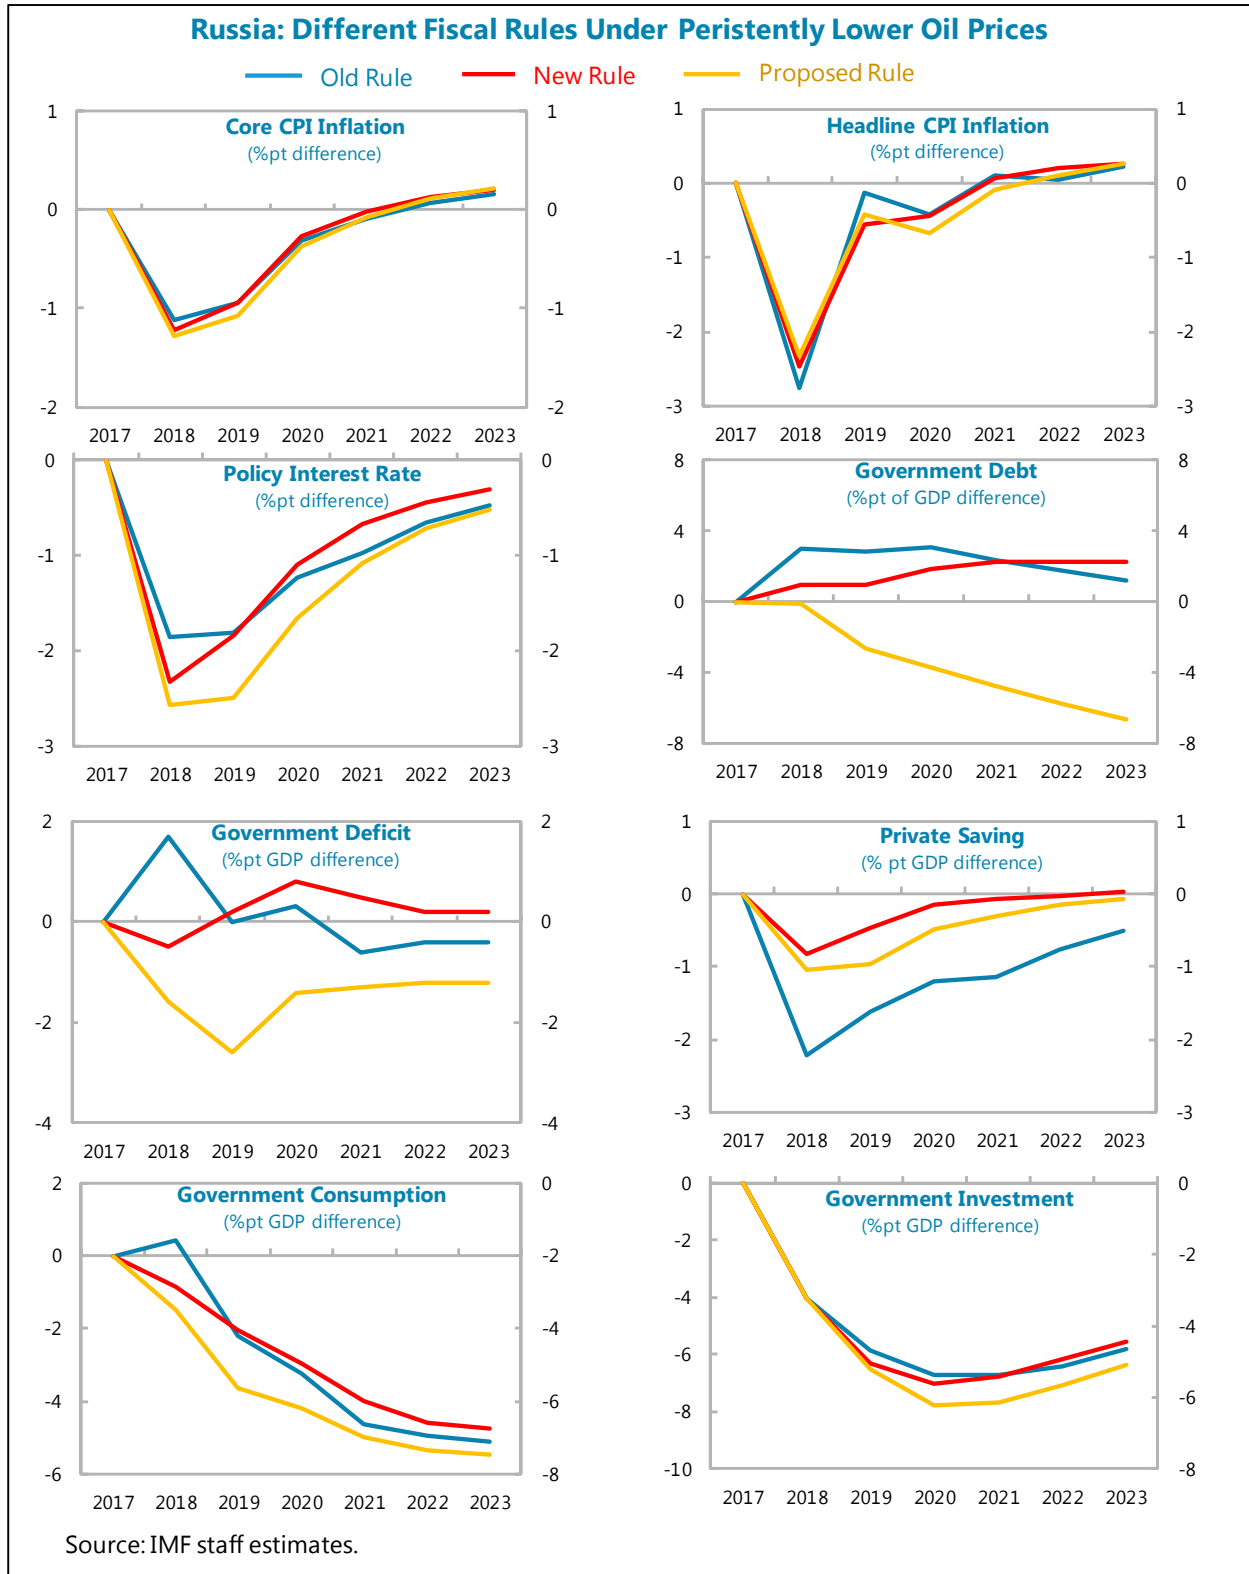 Russia: Different Fiscal Rules Under Peristently Lower Oil Prices
Old Rule New Rule Proposed Rule
Core CPI Inflation
(%pt difference)
1 1
0 0
-1 -1
-2 -2
2017 2018 2019 2020 2021 2022 2023
Headline CPI Inflation
(%pt difference)
1 1
0 0
-1 -1
-2 -2
-3 -3
2017 2018 2019 2020 2021 2022 2023
Policy Interest Rate
(%pt difference)
0 0
-1 -1
-2 -2
-3 -3
2017 2018 2019 2020 2021 2022 2023
Government Debt
(%pt of GDP difference)
8 8
4 4
0 0
-4 -4
-8 -8
2017 2018 2019 2020 2021 2022 2023
Government Deficit
(%pt GDP difference)
2 2
0 0
-2 -2
-4 -4
2017 2018 2019 2020 2021 2022 2023
Private Saving
(% pt GDP difference)
1 1
0 0
-1 -1
-2 -2
-3 -3
2017 2018 2019 2020 2021 2022 2023
Government Consumption
(%pt GDP difference)
2 0
0 -2
-2 -4
-4 -6
-6 -8
2017 2018 2019 2020 2021 2022 2023
Government Investment
(%pt GDP difference)
0 0
-2 -2
-4 -4
-6 -6
-8 -8
-10
2017 2018 2019 2020 2021 2022 2023
Source: IMF staff estimates.